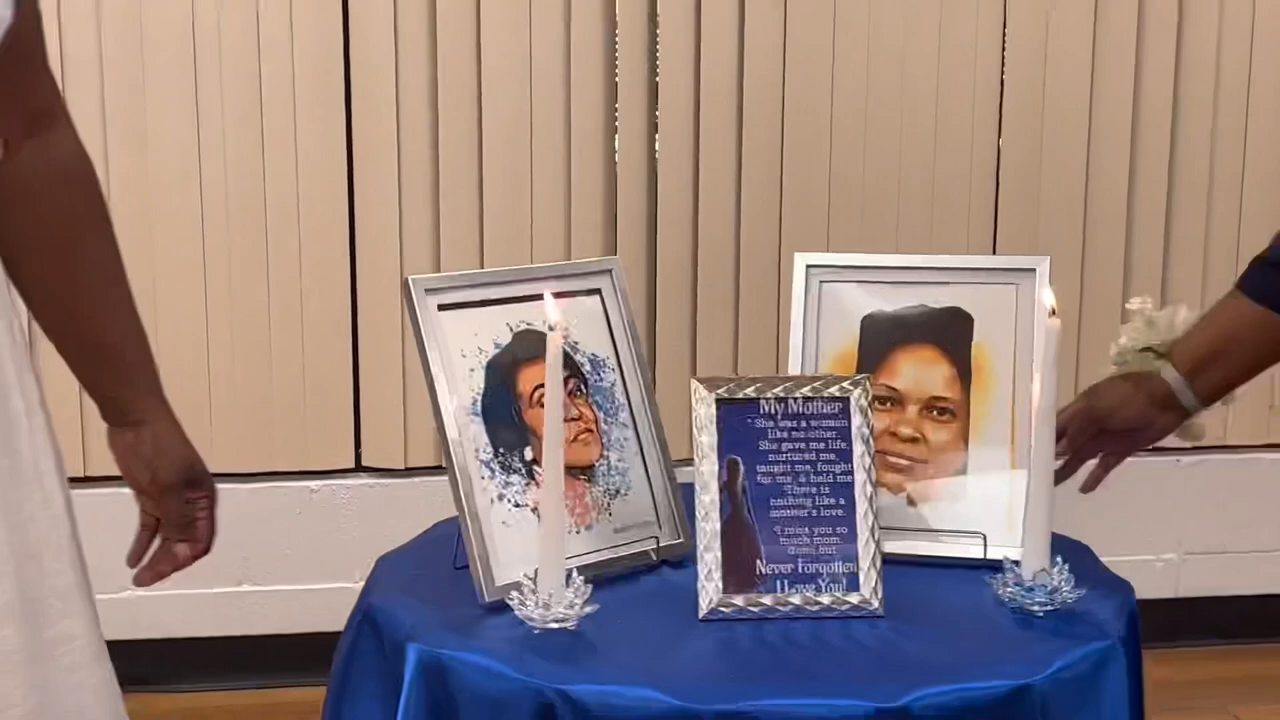 My Mother
"She was a woman
like no other.
She gave me life,
nurtured me,
taught me, fought
for me, & held me
There is
nothing like a
mother's love.
"I miss you so
much mom.
Gone but
Never Forgotten
I Love You!